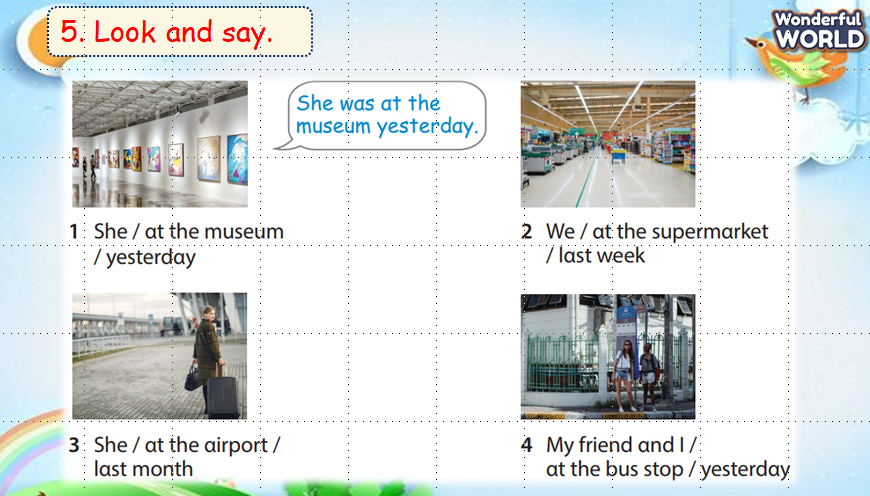 5. Look and say.
Wonderful
WORLD
She was at the
museum yesterday.
1 She / at the museum
/ yesterday
2 We / at the supermarket
/ last week
3 She / at the airport /
last month
4 My friend and I /
at the bus stop / yesterday